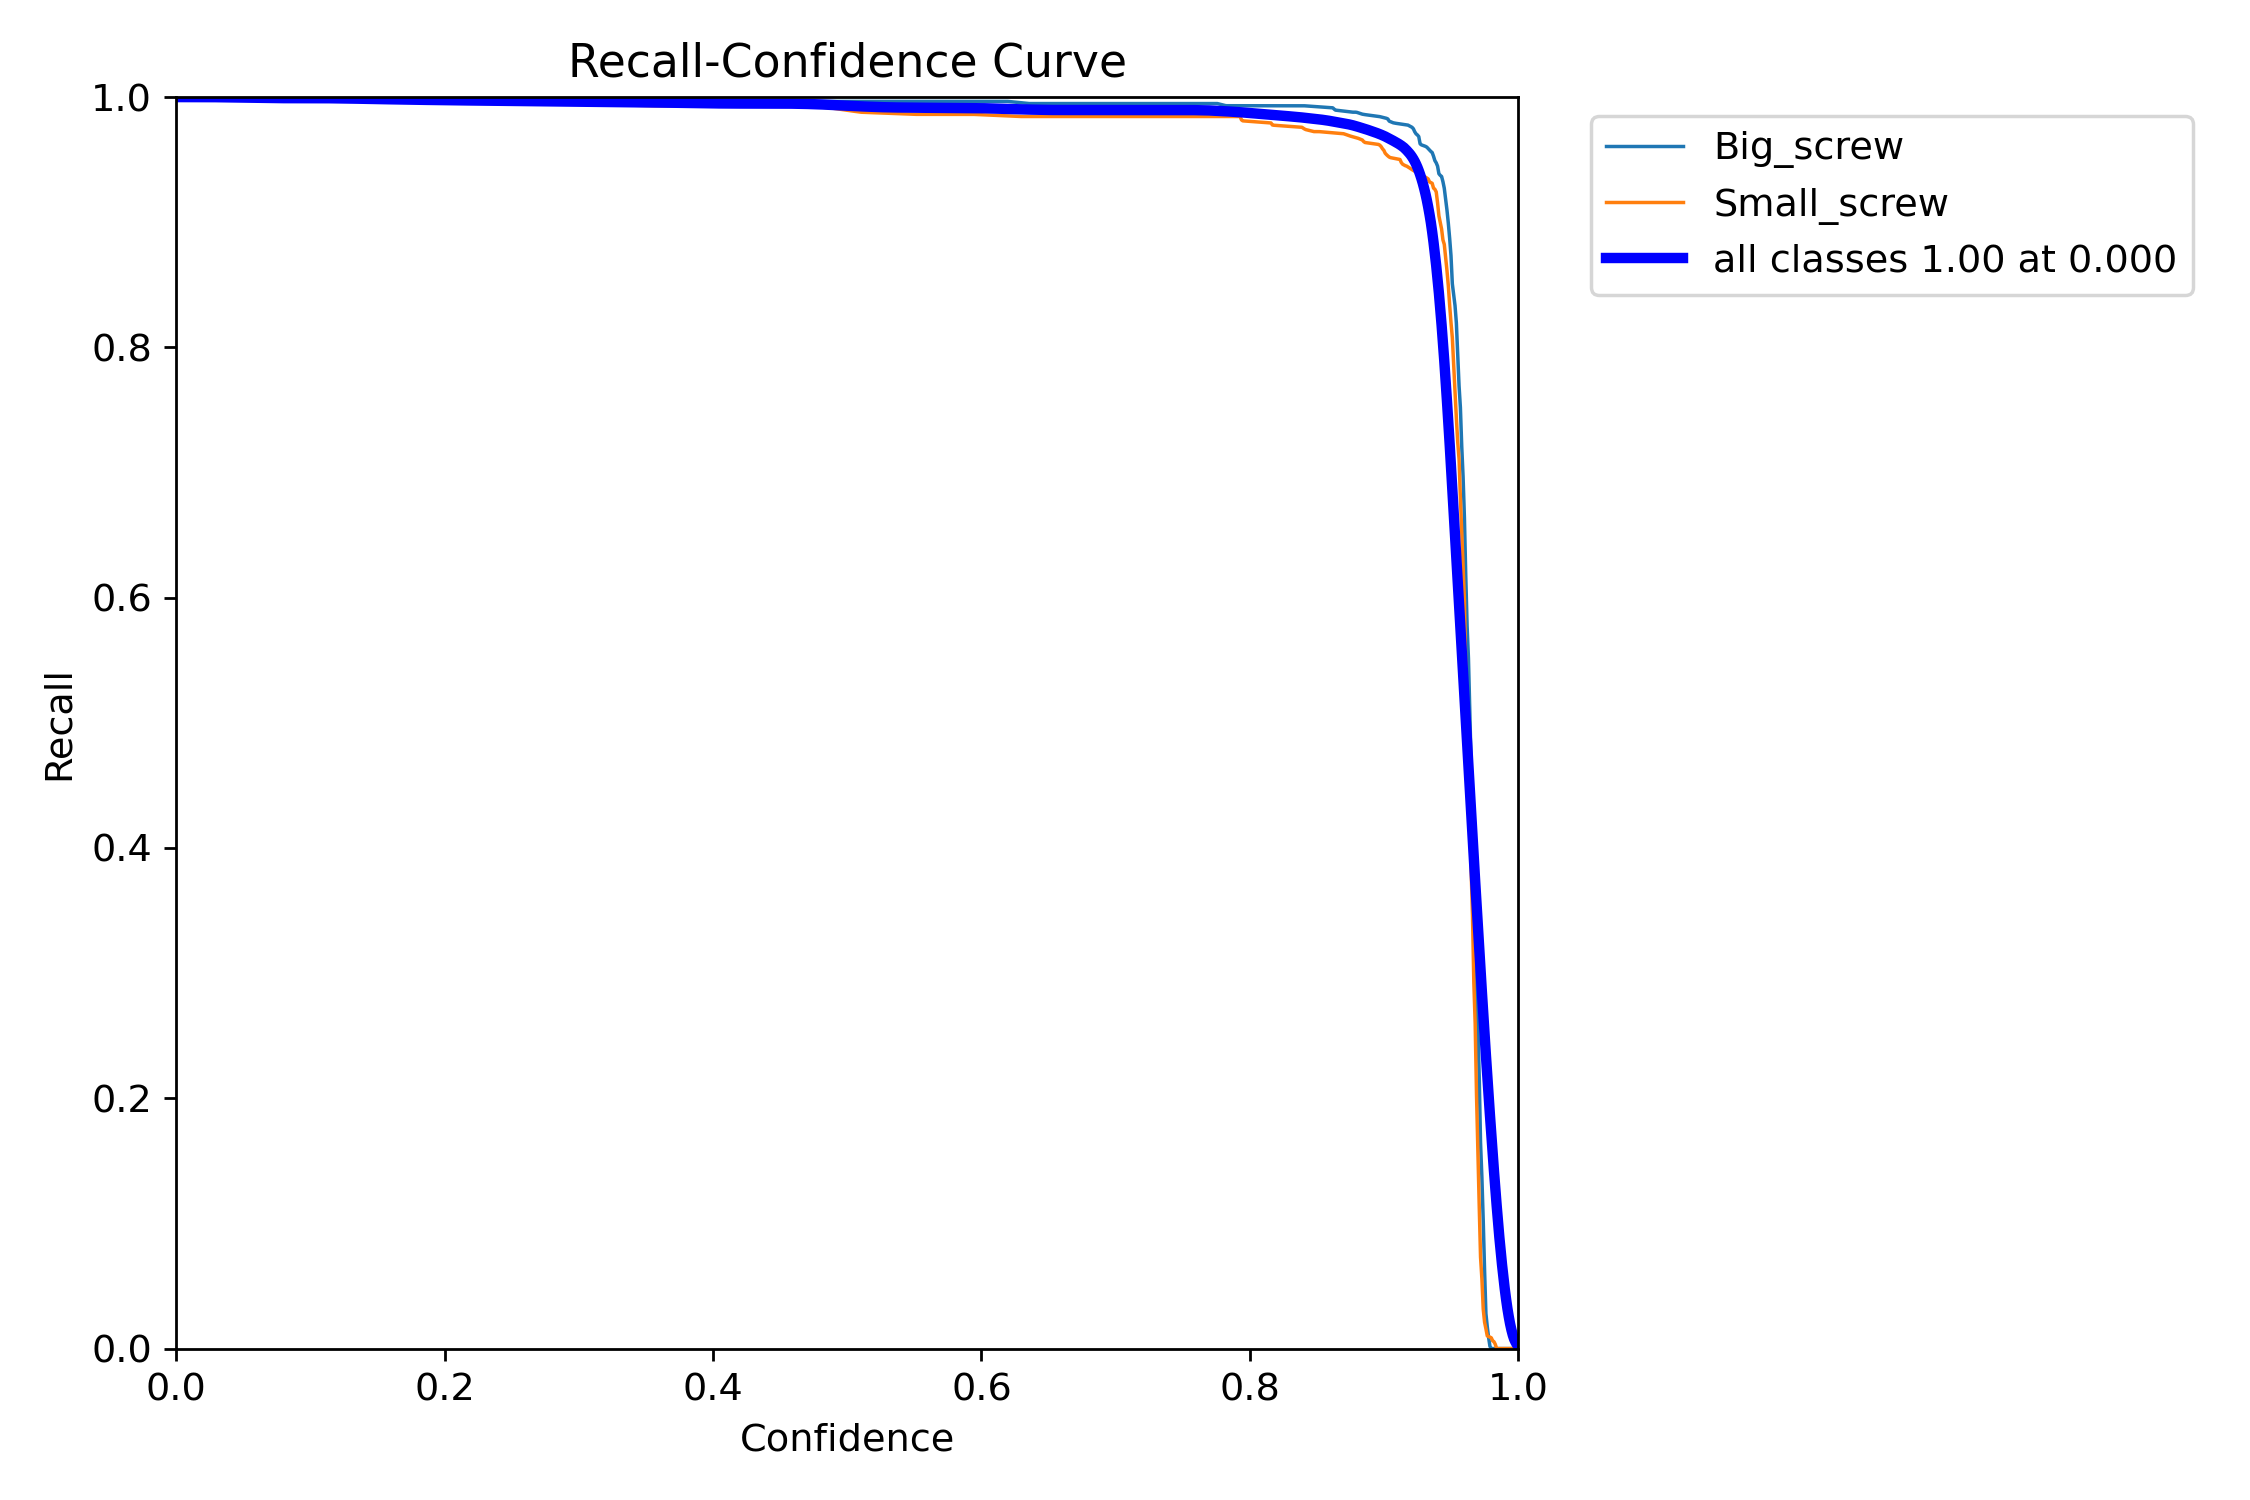 Recall-Confidence Curve
1.0
0.8
0.6
0.4
0.2
0.0
Recall
0.0 0.2 0.4 0.6 0.8 1.0
Confidence
Big_screw
Small_screw
all classes 1.00 at 0.000